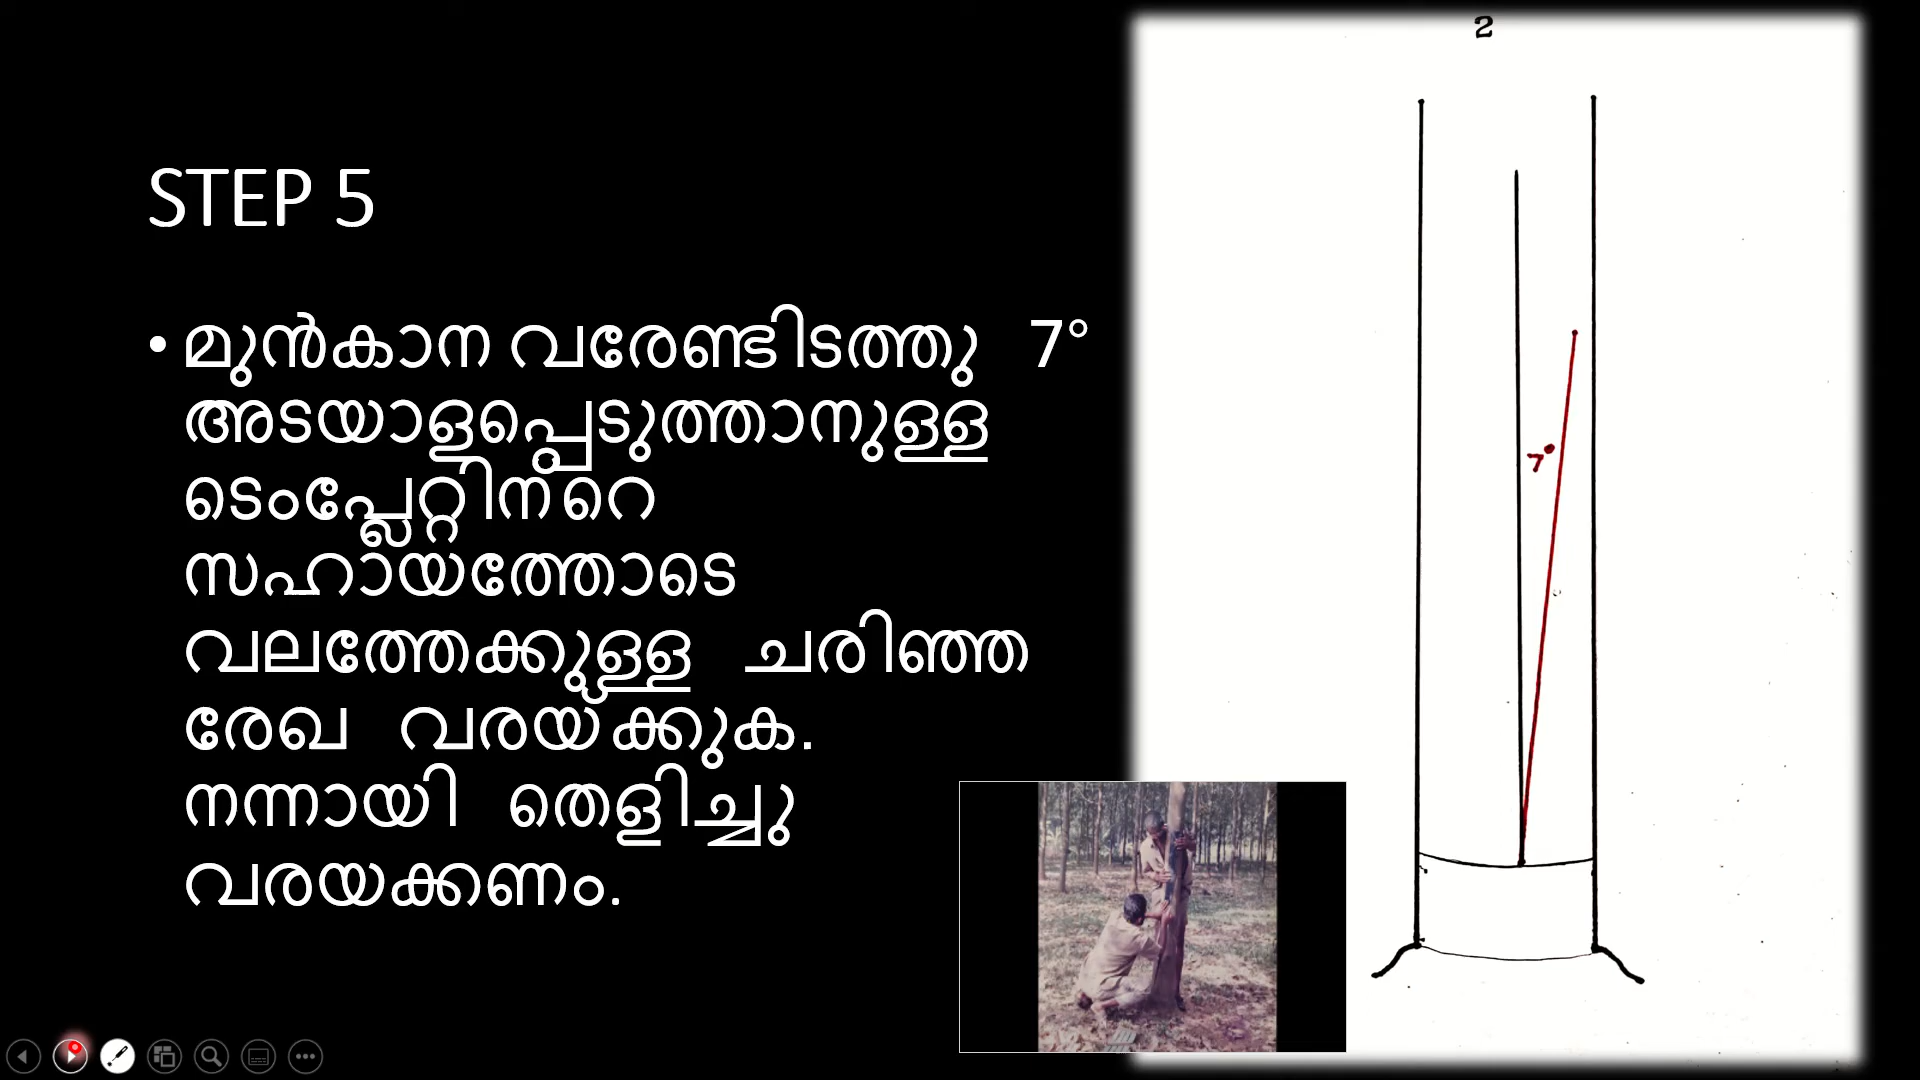 2
STEP 5
• മുൻകാന വരേണ്ടിടത്തു 7°
അടയാളപ്പെടുത്താനുള്ള
ടെംപ്ലേറ്റിന്റെ
സഹായത്തോടെ
വലത്തേക്കുള്ള ചരിഞ്ഞ
രേഖ വരയ്ക്കുക.
നന്നായി തെളിച്ചു
വരയക്കണം.
7°